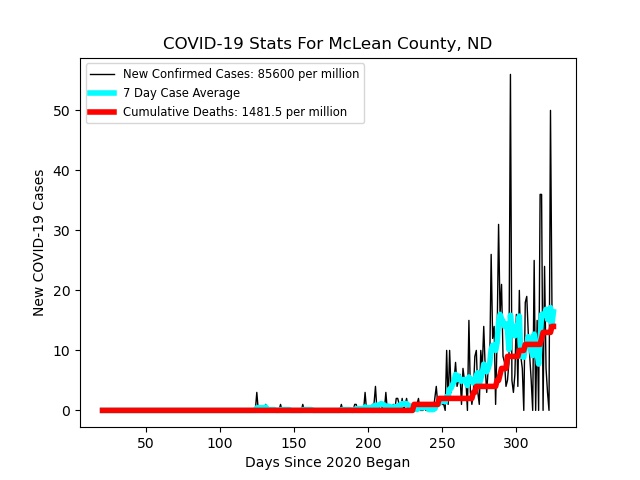 COVID-19 Stats For McLean County, ND
New Confirmed Cases: 85600 per million
7 Day Case Average
Cumulative Deaths: 1481.5 per million
New COVID-19 Cases
50
40
30
20
10
0
50 100 150 200 250 300
Days Since 2020 Began